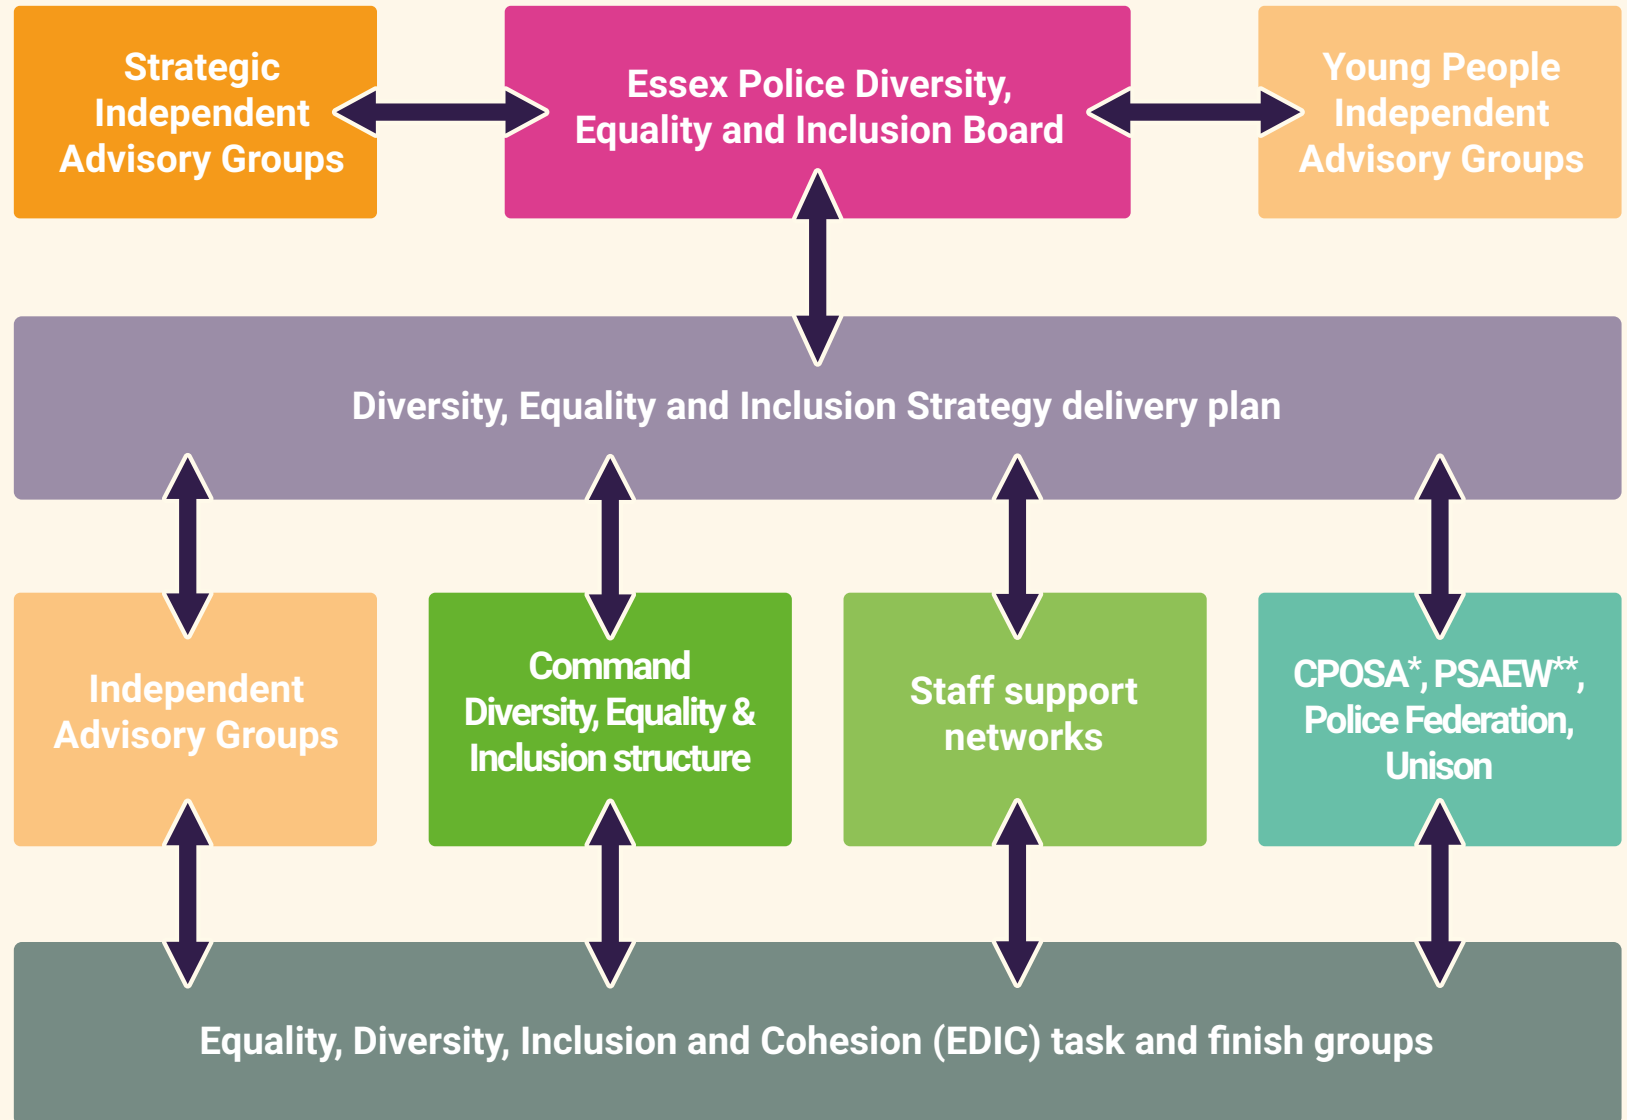 Strategic
Independent
Advisory Groups
Essex Police Diversity,
Equality and Inclusion Board
Young People
Independent
Advisory Groups
Diversity, Equality and Inclusion Strategy delivery plan
Independent
Advisory Groups
Command
Diversity, Equality &
Inclusion structure
Staff support
networks
CPOSA*, PSAEW**,
Police Federation,
Unison
Equality, Diversity, Inclusion and Cohesion (EDIC) task and finish groups